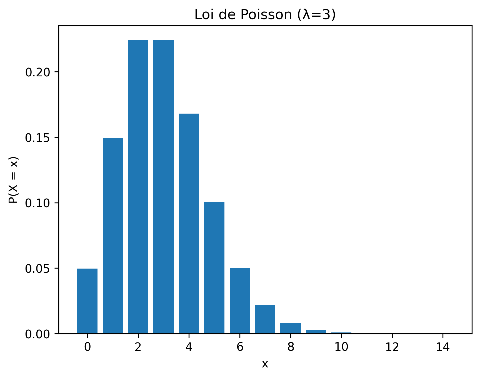 Loi de Poisson (λ=3)
0.20
0.15
0.10
0.05
0.00
P(X = x)
0 2 4 6 8 10 12 14
x